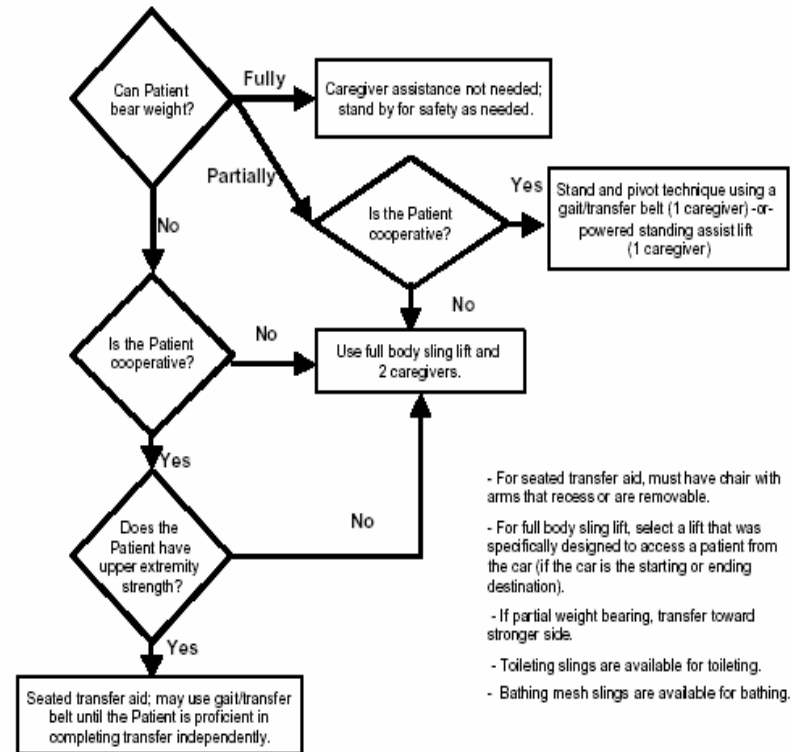 Can Patient
bear weight?
Fully
Caregiver assistance not needed;
stand by for safety as needed.
Partially
Is the Patient
cooperative?
Yes
Stand and pivot technique using a
gait/transfer belt (1 caregiver) -or-
powered standing assist lift
(1 caregiver)
No
No
Is the Patient
cooperative?
No
Use full body sling lift and
2 caregivers.
Yes
Does the
Patient have
upper extremity
strength?
No
Yes
Seated transfer aid; may use gait/transfer
belt until the Patient is proficient in
completing transfer independently.
- For seated transfer aid, must have chair with
arms that recess or are removable.
- For full body sling lift, select a lift that was
specifically designed to access a patient from
the car (if the car is the starting or ending
destination).
- If partial weight bearing, transfer toward
stronger side.
- Toileting slings are available for toileting.
- Bathing mesh slings are available for bathing.